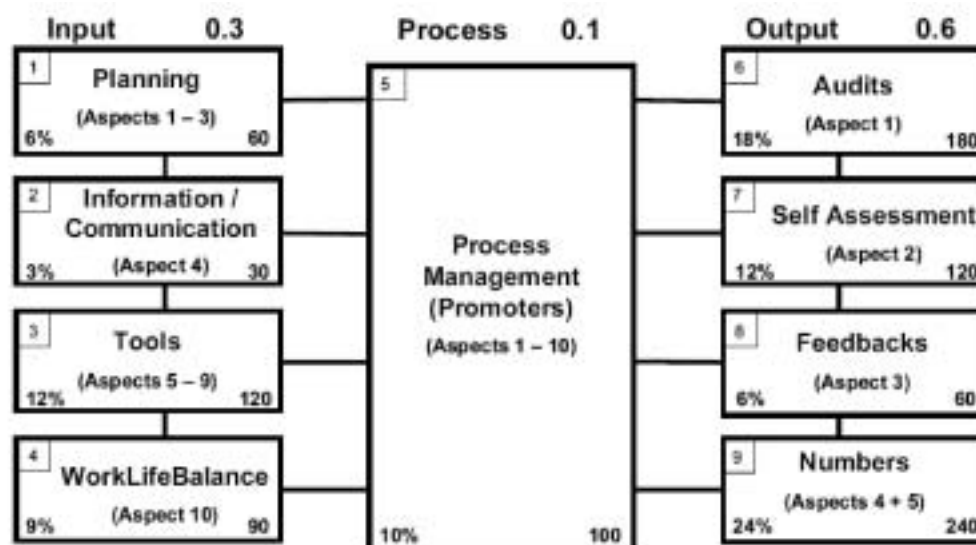 Input 0.3
Process 0.1
Output 0.6
1
Planning
(Aspects 1 – 3)
6% 60
2
Information /
Communication
(Aspect 4)
3% 30
3
Tools
(Aspects 5 – 9)
12% 120
4
WorkLifeBalance
(Aspect 10)
9% 90
5
Process
Management
(Promoters)
(Aspects 1 – 10)
10% 100
6
Audits
(Aspect 1)
18% 180
7
Self Assessment
(Aspect 2)
12% 120
8
Feedbacks
(Aspect 3)
6% 60
9
Numbers
(Aspects 4 + 5)
24% 240